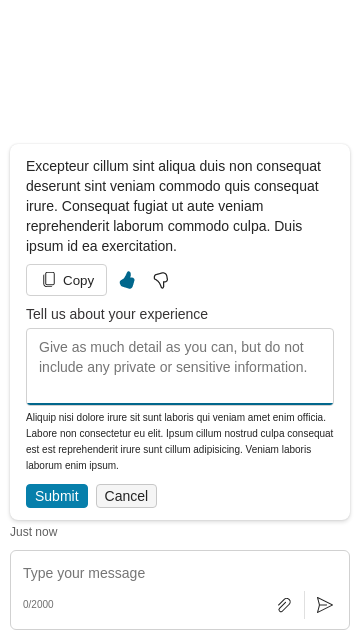 Excepteur cillum sint aliqua duis non consequat
deserunt sint veniam commodo quis consequat
irure. Consequat fugiat ut aute veniam
reprehenderit laborum commodo culpa. Duis
ipsum id ea exercitation.
Copy
Tell us about your experience
Give as much detail as you can, but do not
include any private or sensitive information.
Aliquip nisi dolore irure sit sunt laboris qui veniam amet enim officia.
Labore non consectetur eu elit. Ipsum cillum nostrud culpa consequat
est est reprehenderit irure sunt cillum adipisicing. Veniam laboris
laborum enim ipsum.
Submit
Cancel
Just now
Type your message
0/2000